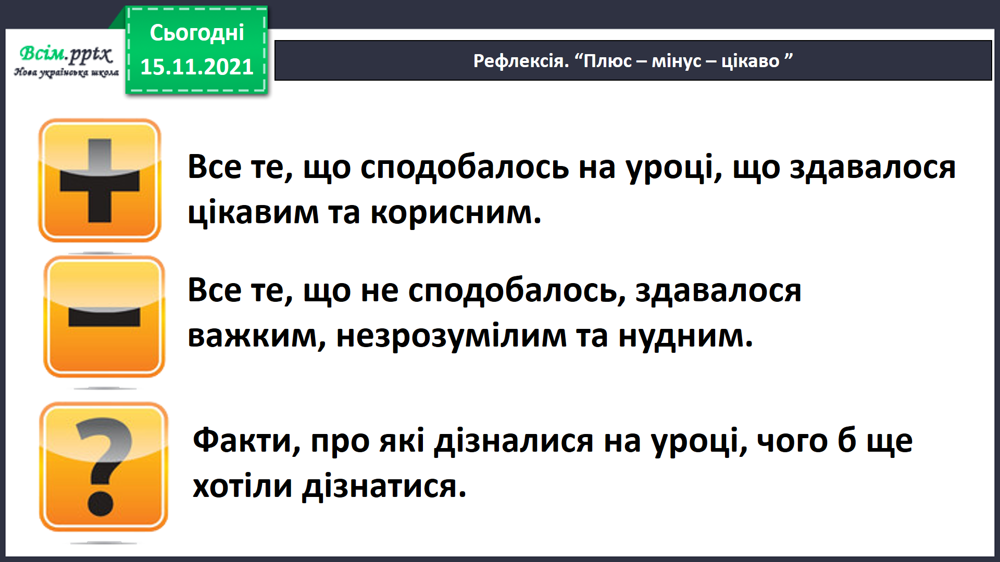 Всім.pptx
Нова українська школа
Сьогодні
15.11.2021
Рефлексія. “Плюс – мінус – цікаво ”
Все те, що сподобалось на уроці, що здавалося
цікавим та корисним.
Все те, що не сподобалось, здавалося
важким, незрозумілим та нудним.
Факти, про які дізналися на уроці, чого б ще
хотіли дізнатися.